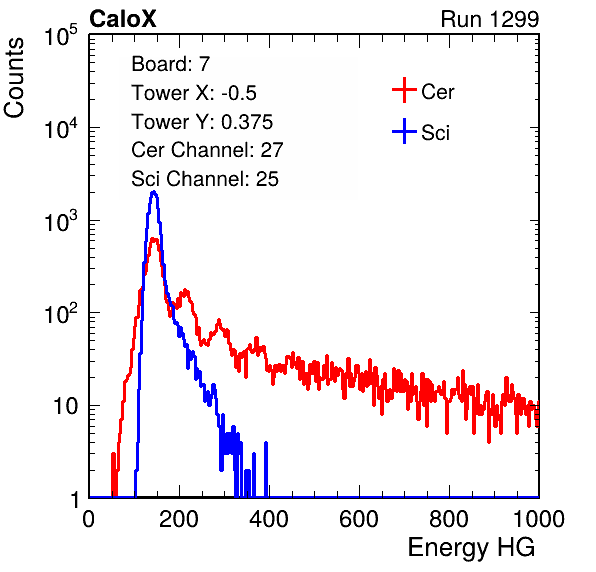 CaloX Run 1299
Counts
Board: 7
Tower X: -0.5
Tower Y: 0.375
Cer Channel: 27
Sci Channel: 25
Cer
Sci
10^5
10^4
10^3
10^2
10
1
0 200 400 600 800 1000
Energy HG